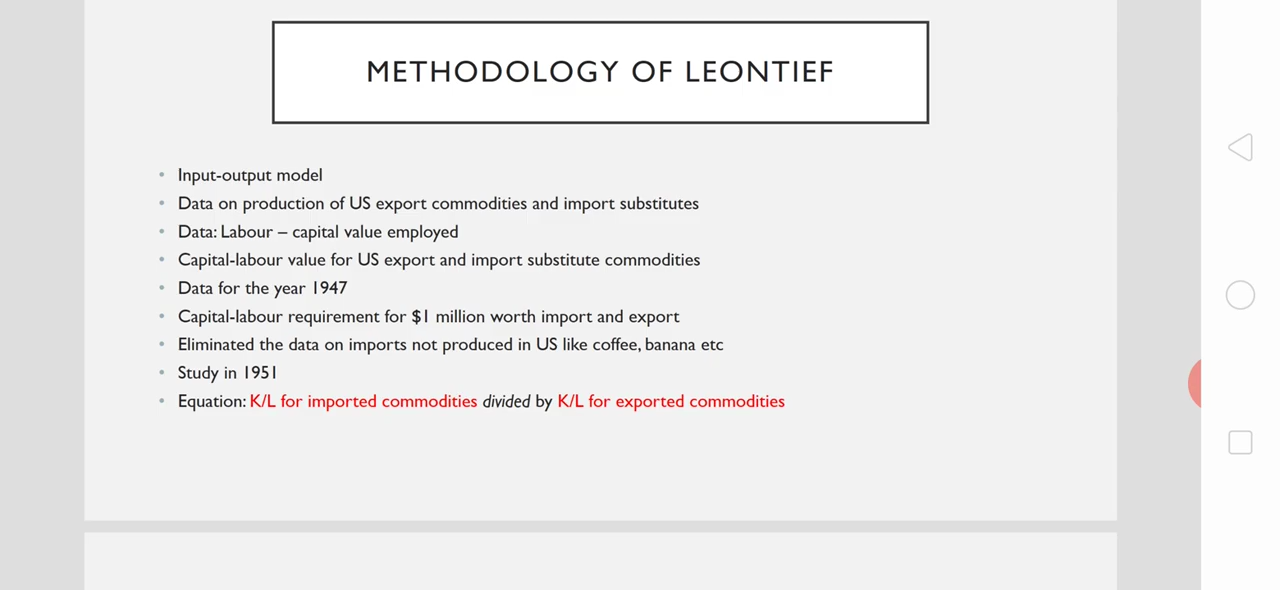 METHODOLOGY OF LEONTIEF
• Input-output model
• Data on production of US export commodities and import substitutes
• Data: Labour – capital value employed
• Capital-labour value for US export and import substitute commodities
• Data for the year 1947
• Capital-labour requirement for $1 million worth import and export
• Eliminated the data on imports not produced in US like coffee, banana etc
• Study in 1951
• Equation: K/L for imported commodities divided by K/L for exported commodities